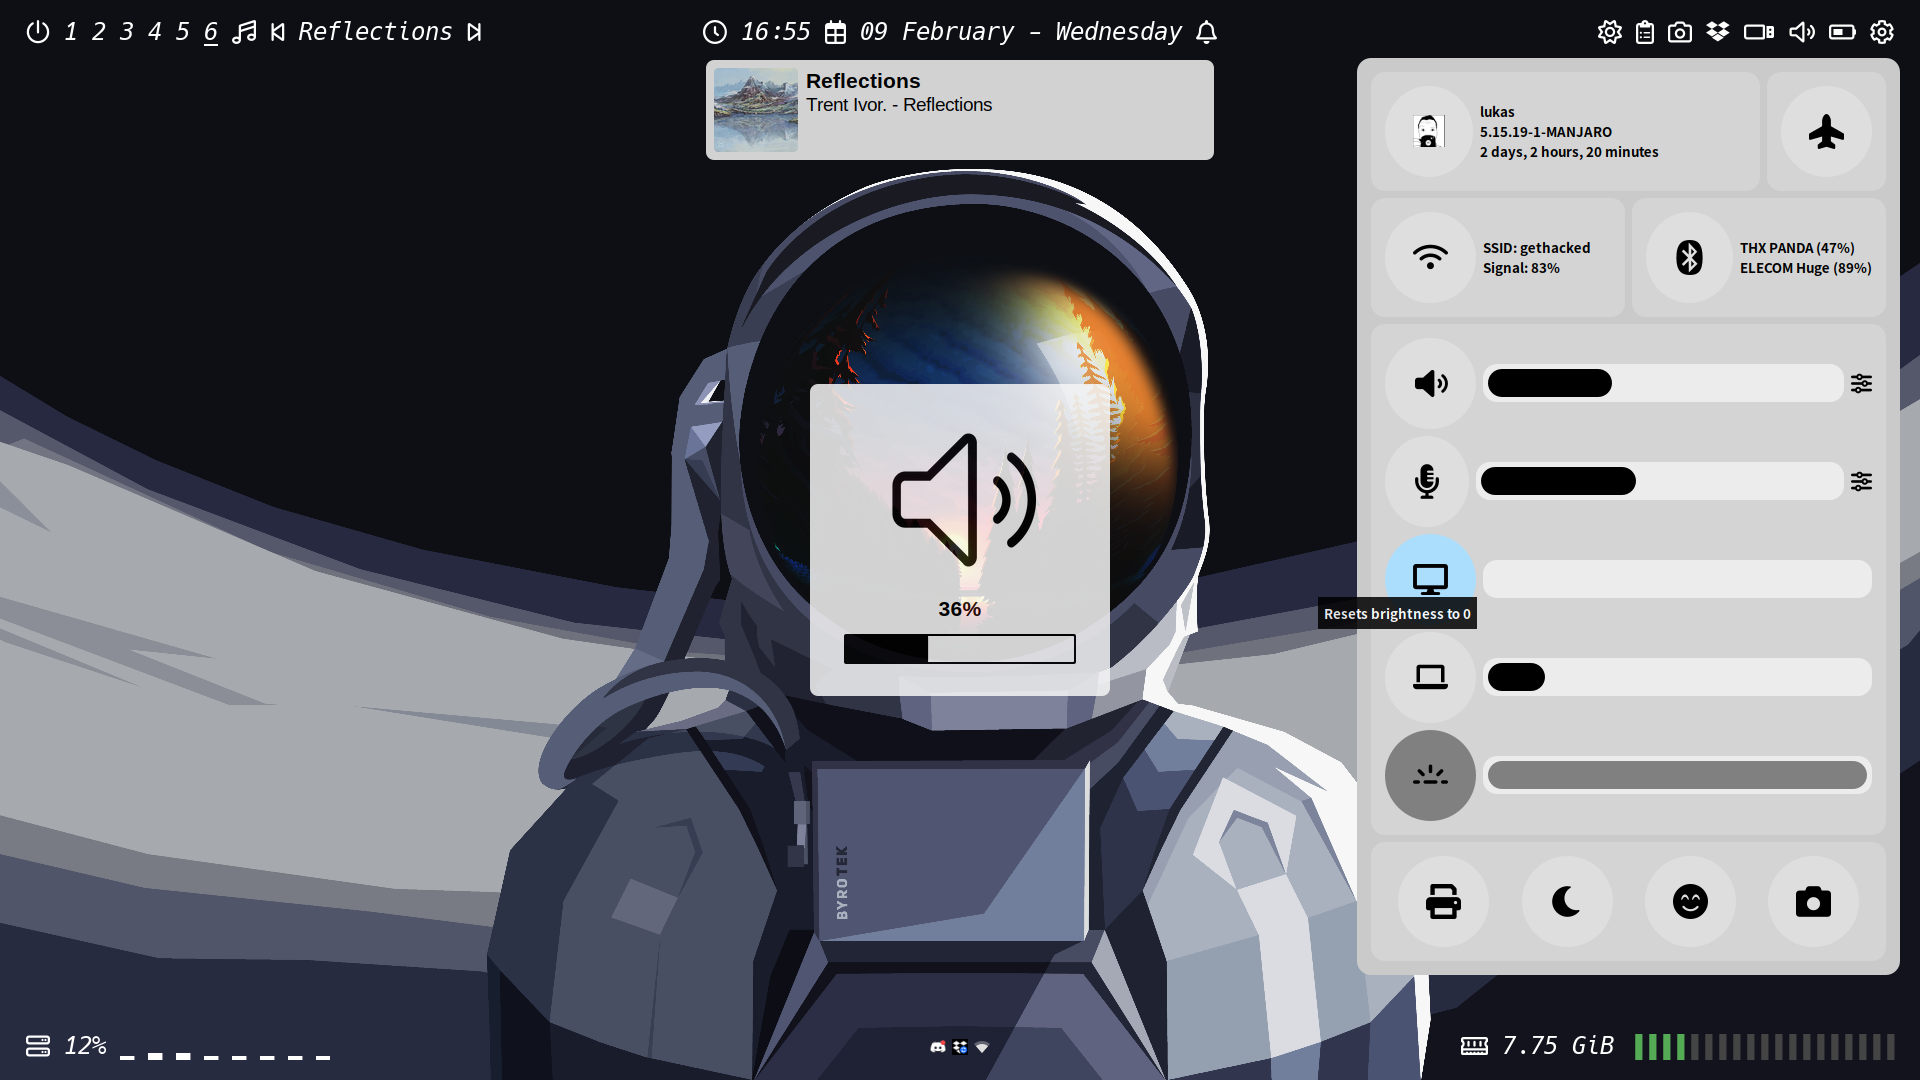 1 2 3 4 5 6 Reflections
16:55 09 February - Wednesday
Reflections
Trent Ivor. - Reflections
lukas
5.15.19-1-MANJARO
2 days, 2 hours, 20 minutes
SSID: gethacked
Signal: 83%
THX PANDA (47%)
ELECOM Huge (89%)
36%
Resets brightness to 0
BYROTEK
12%
7.75 GiB